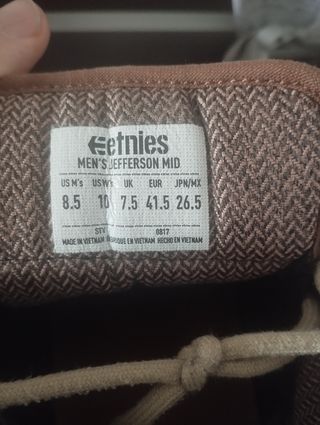 etnies
MEN'S JEFFERSON MID
US M's US W's UK EUR JPN/MX
8.5 10 7.5 41.5 26.5
STV 0817
MADE IN VIETNAM FABRIQUE EN VIETNAM HECHO EN VIETNAM